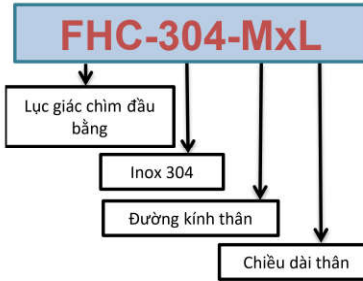 FHC-304-MxL
Lục giác chìm đầu
bằng
Inox 304
Đường kính thân
Chiều dài thân